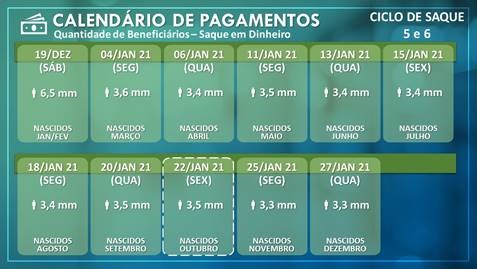 CALENDÁRIO DE PAGAMENTOS
Quantidade de Beneficiários – Saque em Dinheiro
CICLO DE SAQUE
5 e 6
19/DEZ
(SÁB)
6,5 mm
NASCIDOS
JAN/FEV
04/JAN 21
(SEG)
3,6 mm
NASCIDOS
MARÇO
06/JAN 21
(QUA)
3,4 mm
NASCIDOS
ABRIL
11/JAN 21
(SEG)
3,5 mm
NASCIDOS
MAIO
13/JAN 21
(QUA)
3,4 mm
NASCIDOS
JUNHO
15/JAN 21
(SEX)
3,4 mm
NASCIDOS
JULHO
18/JAN 21
(SEG)
3,4 mm
NASCIDOS
AGOSTO
20/JAN 21
(QUA)
3,5 mm
NASCIDOS
SETEMBRO
22/JAN 21
(SEX)
3,5 mm
NASCIDOS
OUTUBRO
25/JAN 21
(SEG)
3,3 mm
NASCIDOS
NOVEMBRO
27/JAN 21
(QUA)
3,3 mm
NASCIDOS
DEZEMBRO